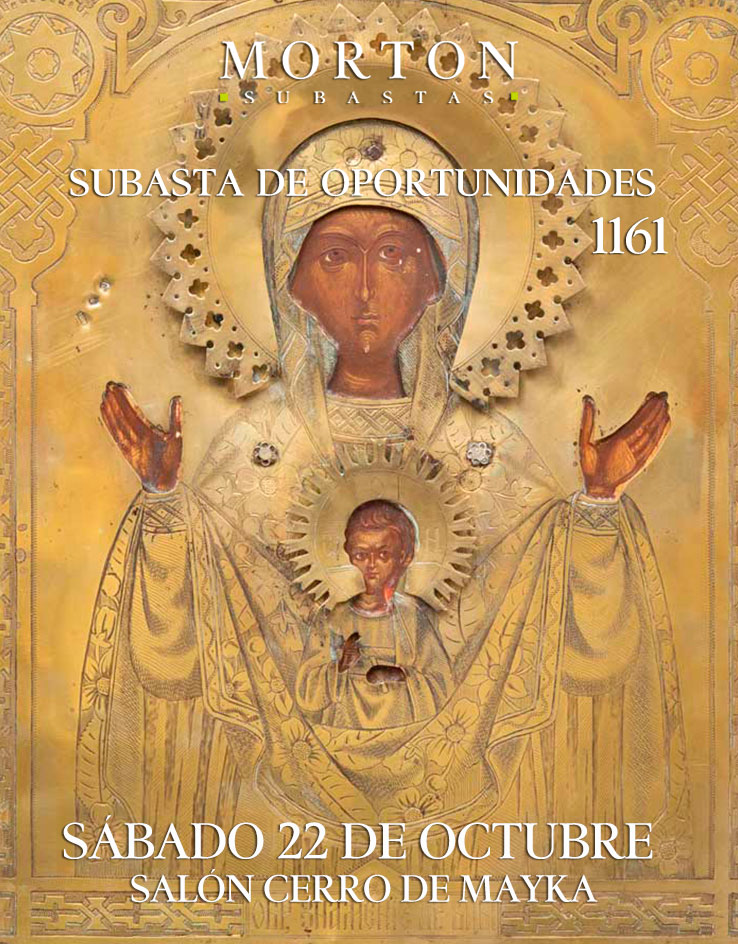 MORTON
SUBASTAS
SUBASTA DE OPORTUNIDADES
1161
SÁBADO 22 DE OCTUBRE
SALÓN CERRO DE MAYKA